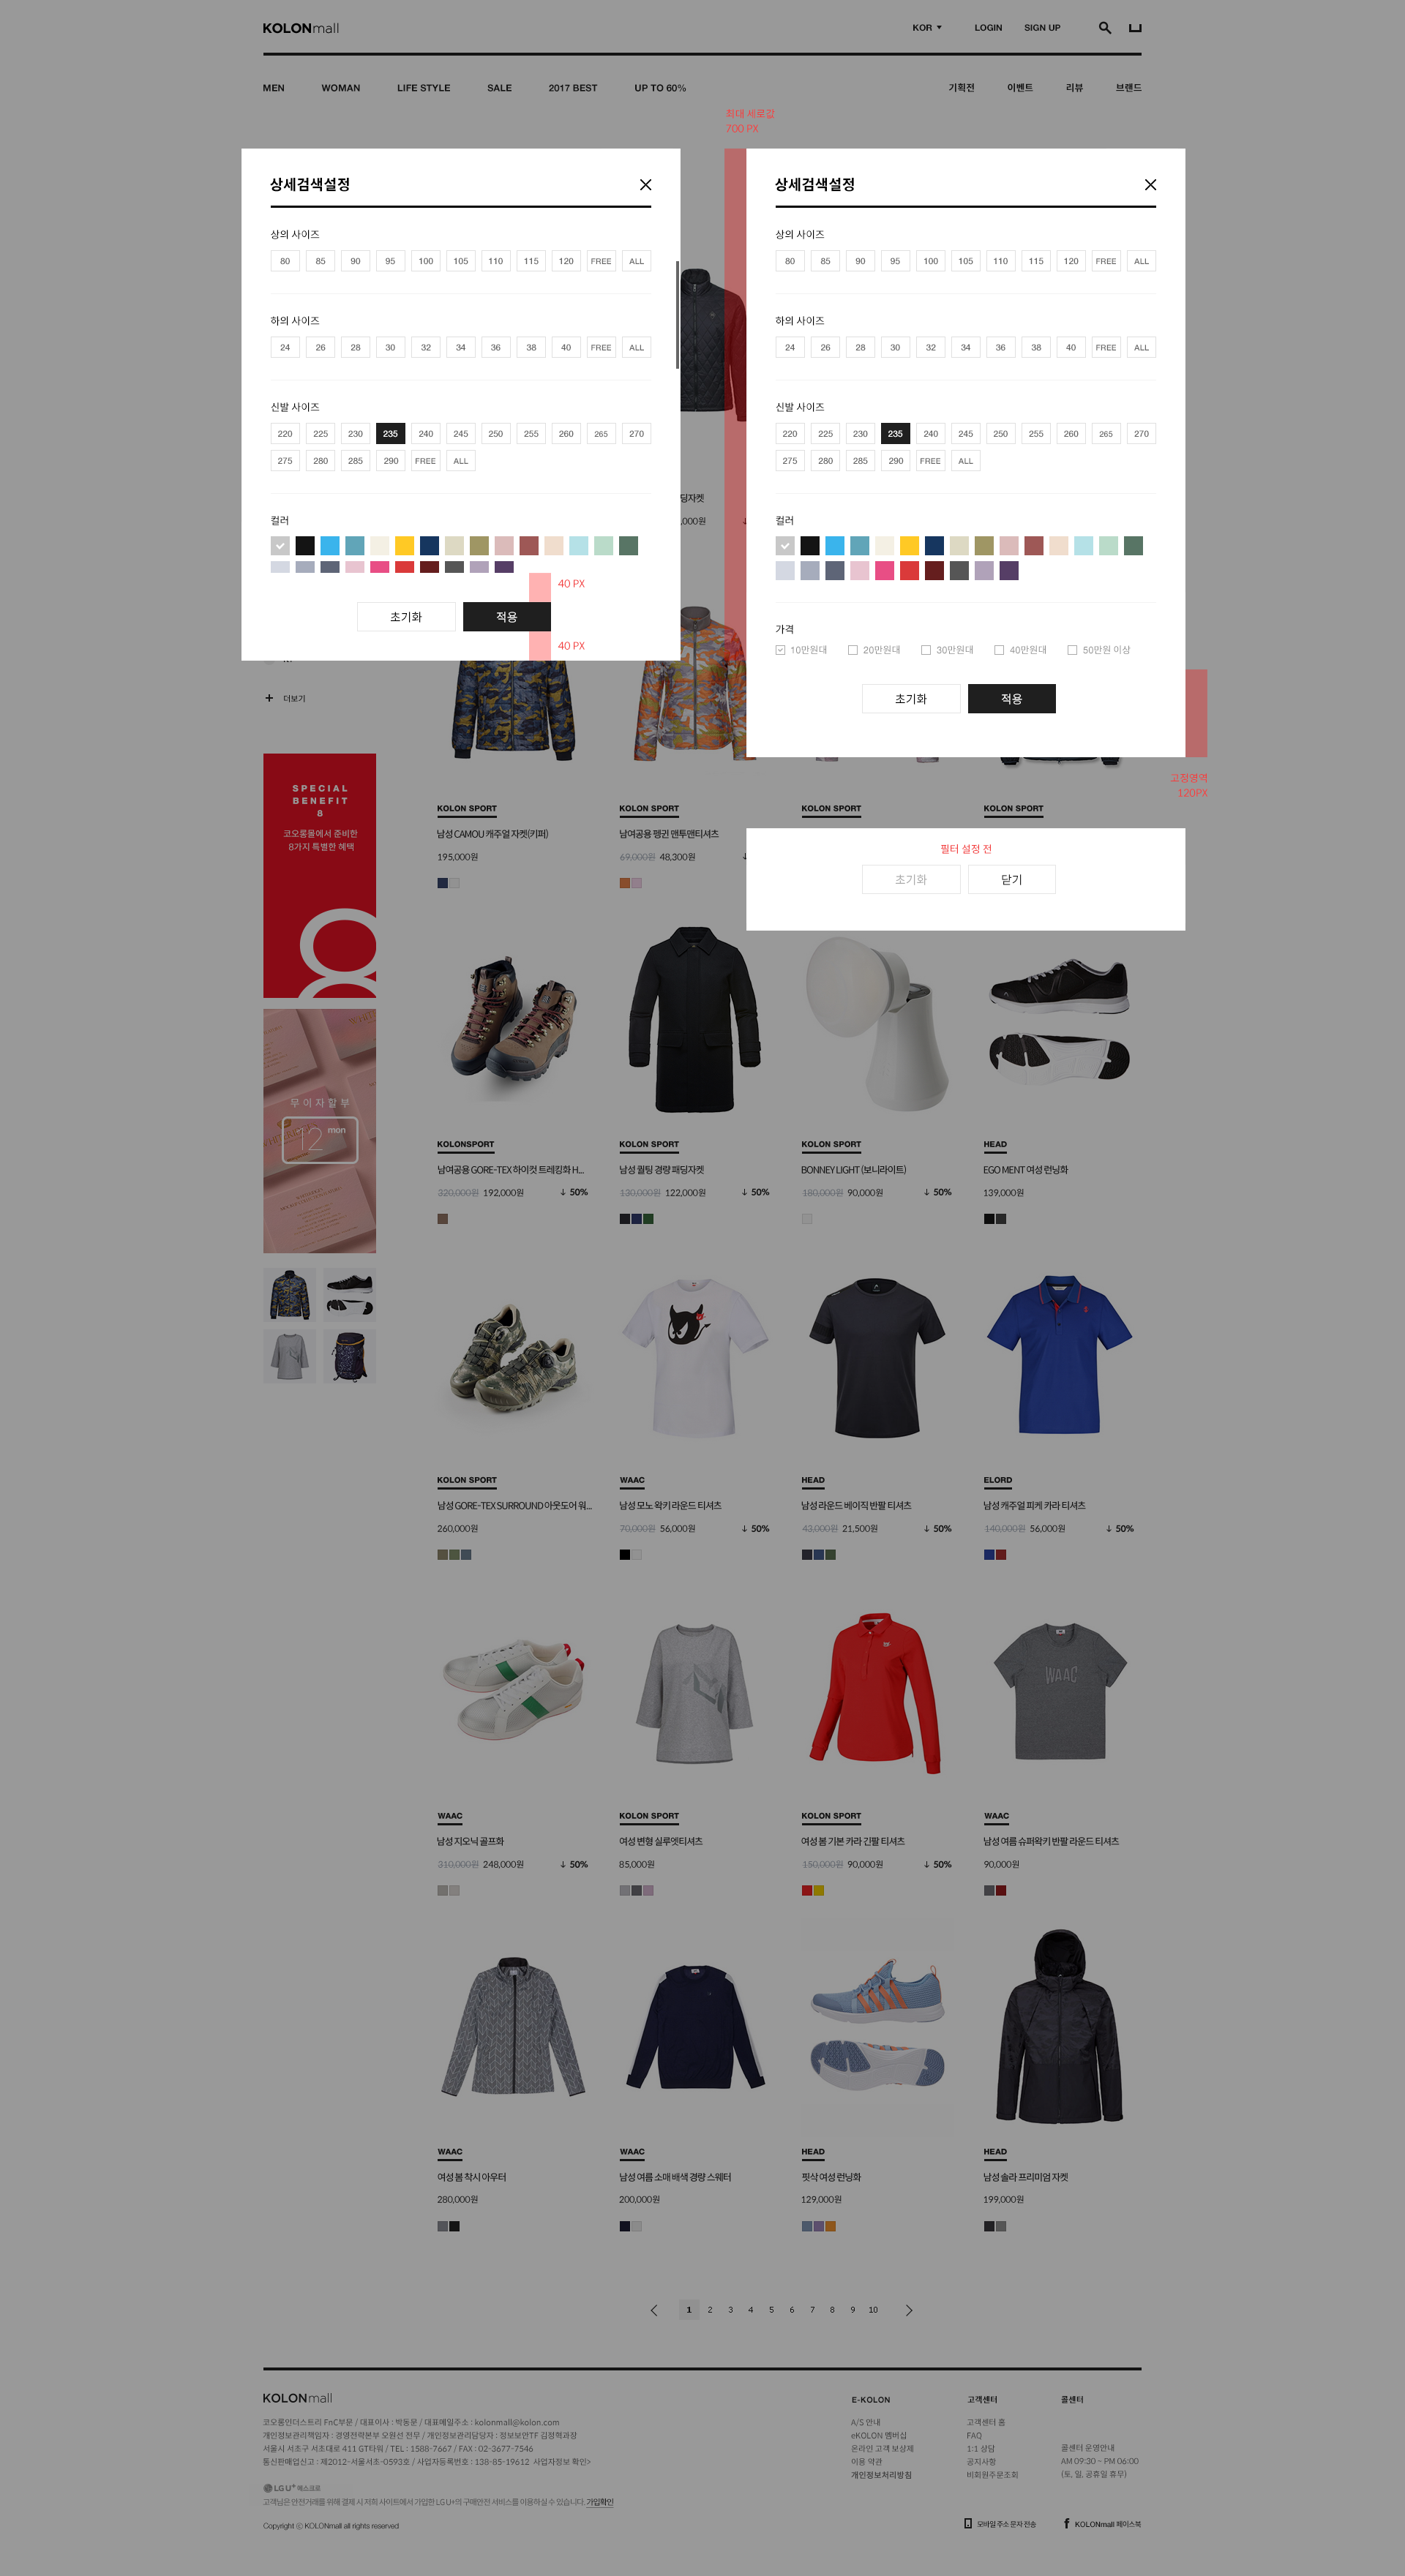 KOLONmall
KOR LOGIN SIGN UP
MEN WOMAN LIFE STYLE SALE 2017 BEST UP TO 60% 기획전 이벤트 리뷰 브랜드
최대 세로값
700 PX
상세검색설정
상의 사이즈
80 85 90 95 100 105 110 115 120 FREE ALL
하의 사이즈
24 26 28 30 32 34 36 38 40 FREE ALL
신발 사이즈
220 225 230 235 240 245 250 255 260 265 270
275 280 285 290 FREE ALL
컬러
40 PX
초기화 적용
40 PX
상세검색설정
상의 사이즈
80 85 90 95 100 105 110 115 120 FREE ALL
하의 사이즈
24 26 28 30 32 34 36 38 40 FREE ALL
신발 사이즈
220 225 230 235 240 245 250 255 260 265 270
275 280 285 290 FREE ALL
컬러
가격
10만원대 20만원대 30만원대 40만원대 50만원 이상
초기화 적용
고정영역
120PX
필터 설정 전
초기화 닫기
딩자켓
,000원
더보기
SPECIAL
BENEFIT
8
코오롱몰에서 준비한
8가지 특별한 혜택
8
무이자할부
12 mon
KOLON SPORT KOLON SPORT KOLON SPORT KOLON SPORT
남성 CAMOU 캐주얼 자켓(키퍼) 남여공용 펭귄 맨투맨티셔츠
195,000원 69,000원 48,300원
KOLONSPORT KOLON SPORT KOLON SPORT HEAD
남여공용 GORE-TEX 하이컷 트레킹화 H... 남성 퀼팅 경량 패딩자켓 BONNEY LIGHT (보니라이트) EGO MENT 여성 런닝화
320,000원 192,000원 ↓ 50% 130,000원 122,000원 ↓ 50% 180,000원 90,000원 ↓ 50% 139,000원
KOLON SPORT WAAC HEAD ELORD
남성 GORE-TEX SURROUND 아웃도어 워... 남성 모노 왁키 라운드 티셔츠 남성 라운드 베이직 반팔 티셔츠 남성 캐주얼 피케 카라 티셔츠
260,000원 70,000원 56,000원 ↓ 50% 43,000원 21,500원 ↓ 50% 140,000원 56,000원 ↓ 50%
WAAC
WAAC KOLON SPORT KOLON SPORT WAAC
남성 지오닉 골프화 여성 변형 실루엣티셔츠 여성 봄 기본 카라 긴팔 티셔츠 남성 여름 슈퍼왁키 반팔 라운드 티셔츠
310,000원 248,000원 ↓ 50% 85,000원 150,000원 90,000원 ↓ 50% 90,000원
WAAC WAAC HEAD HEAD
여성 봄 착시 아우터 남성 여름 소매 배색 경량 스웨터 핏삭 여성 런닝화 남성 솔라 프리미엄 자켓
280,000원 200,000원 129,000원 199,000원
1 2 3 4 5 6 7 8 9 10
KOLONmall
코오롱인더스트리 FnC부문 / 대표이사 : 박동문 / 대표메일주소 : kolonmall@kolon.com
개인정보관리책임자 : 경영전략본부 오원선 전무 / 개인정보관리담당자 : 정보보안TF 김정혁과장
서울시 서초구 서초대로 411 GT타워 / TEL : 1588-7667 / FAX : 02-3677-7546
통신판매업신고 : 제2012-서울서초-0593호 / 사업자등록번호 : 138-85-19612 사업자정보 확인>
LG U+ 에스크로
고객님은 안전거래를 위해 결제 시 저희 사이트에서 가입한 LG U+의 구매안전 서비스를 이용하실 수 있습니다. 가입확인
Copyright ⓒ KOLONmall all rights reserved
E-KOLON
A/S 안내
eKOLON 멤버십
온라인 고객 보상제
이용 약관
개인정보처리방침
고객센터
고객센터 홈
FAQ
1:1 상담
공지사항
비회원주문조회
콜센터
콜센터 운영안내
AM 09:30 ~ PM 06:00
(토, 일, 공휴일 휴무)
모바일 주소 문자 전송 KOLONmall 페이스북